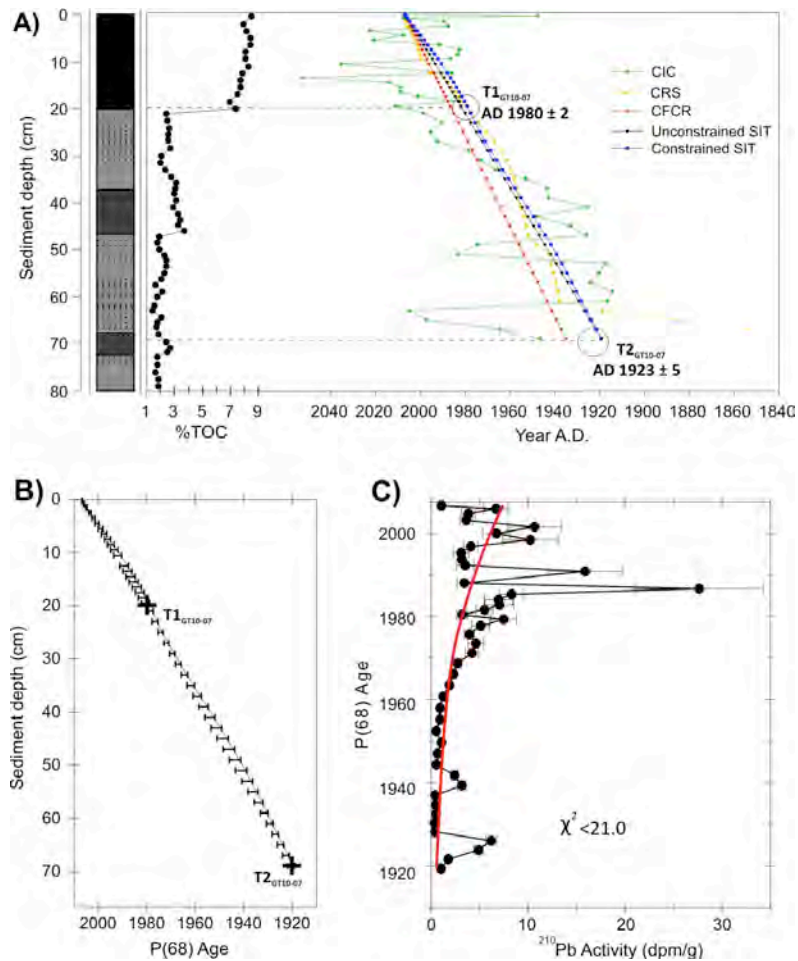 A)
0
10
20
30
40
50
60
70
80
Sediment depth (cm)
1 3 5 7 9
%TOC
2040 2020 2000 1980 1960 1940 1920 1900 1880 1860 1840
Year A.D.
T1GT10-07
AD 1980 ± 2
CIC
CRS
CFCR
Unconstrained SIT
Constrained SIT
T2GT10-07
AD 1923 ± 5
B)
0
10
20
30
40
50
60
70
Sediment depth (cm)
T1GT10-07
T2GT10-07
2000 1980 1960 1940 1920
P(68) Age
C)
2000
1980
1960
1940
1920
P(68) Age
χ² <21.0
0 10 20 30
²¹⁰Pb Activity (dpm/g)